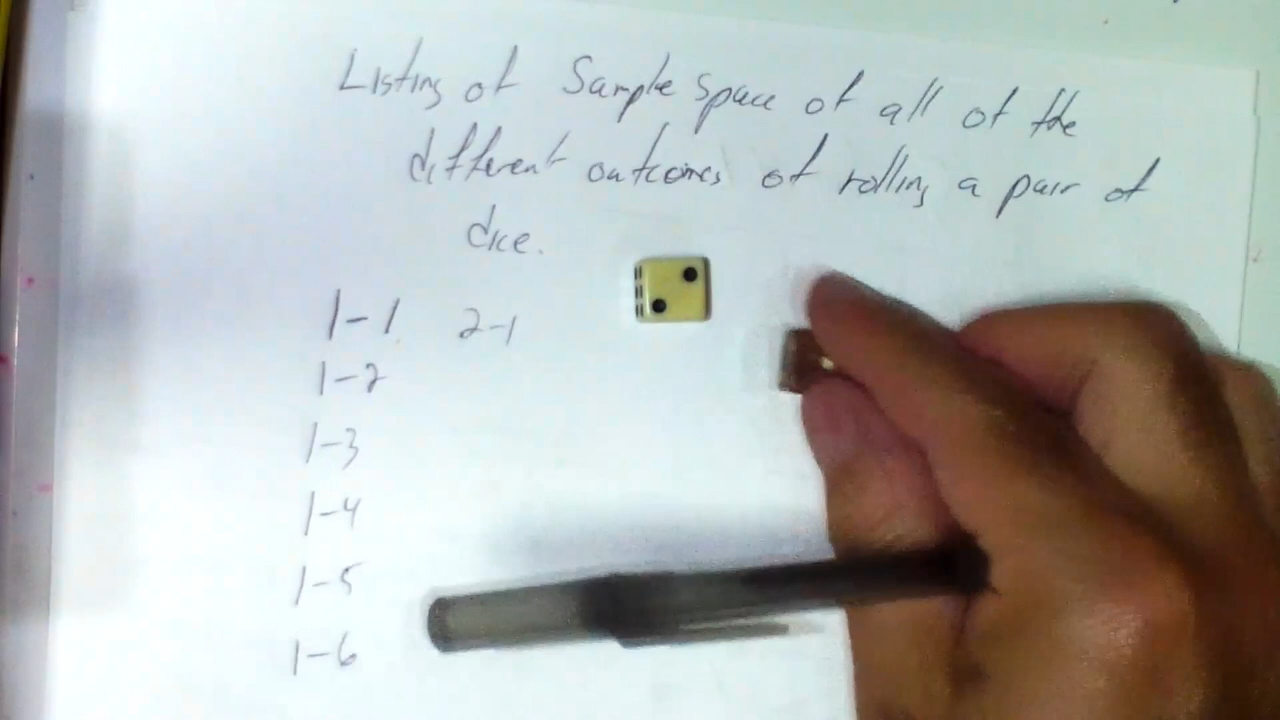 Listing of Sample Space of all of the
different outcomes of rolling a pair of
dice.
1-1 2-1
1-2
1-3
1-4
1-5
1-6